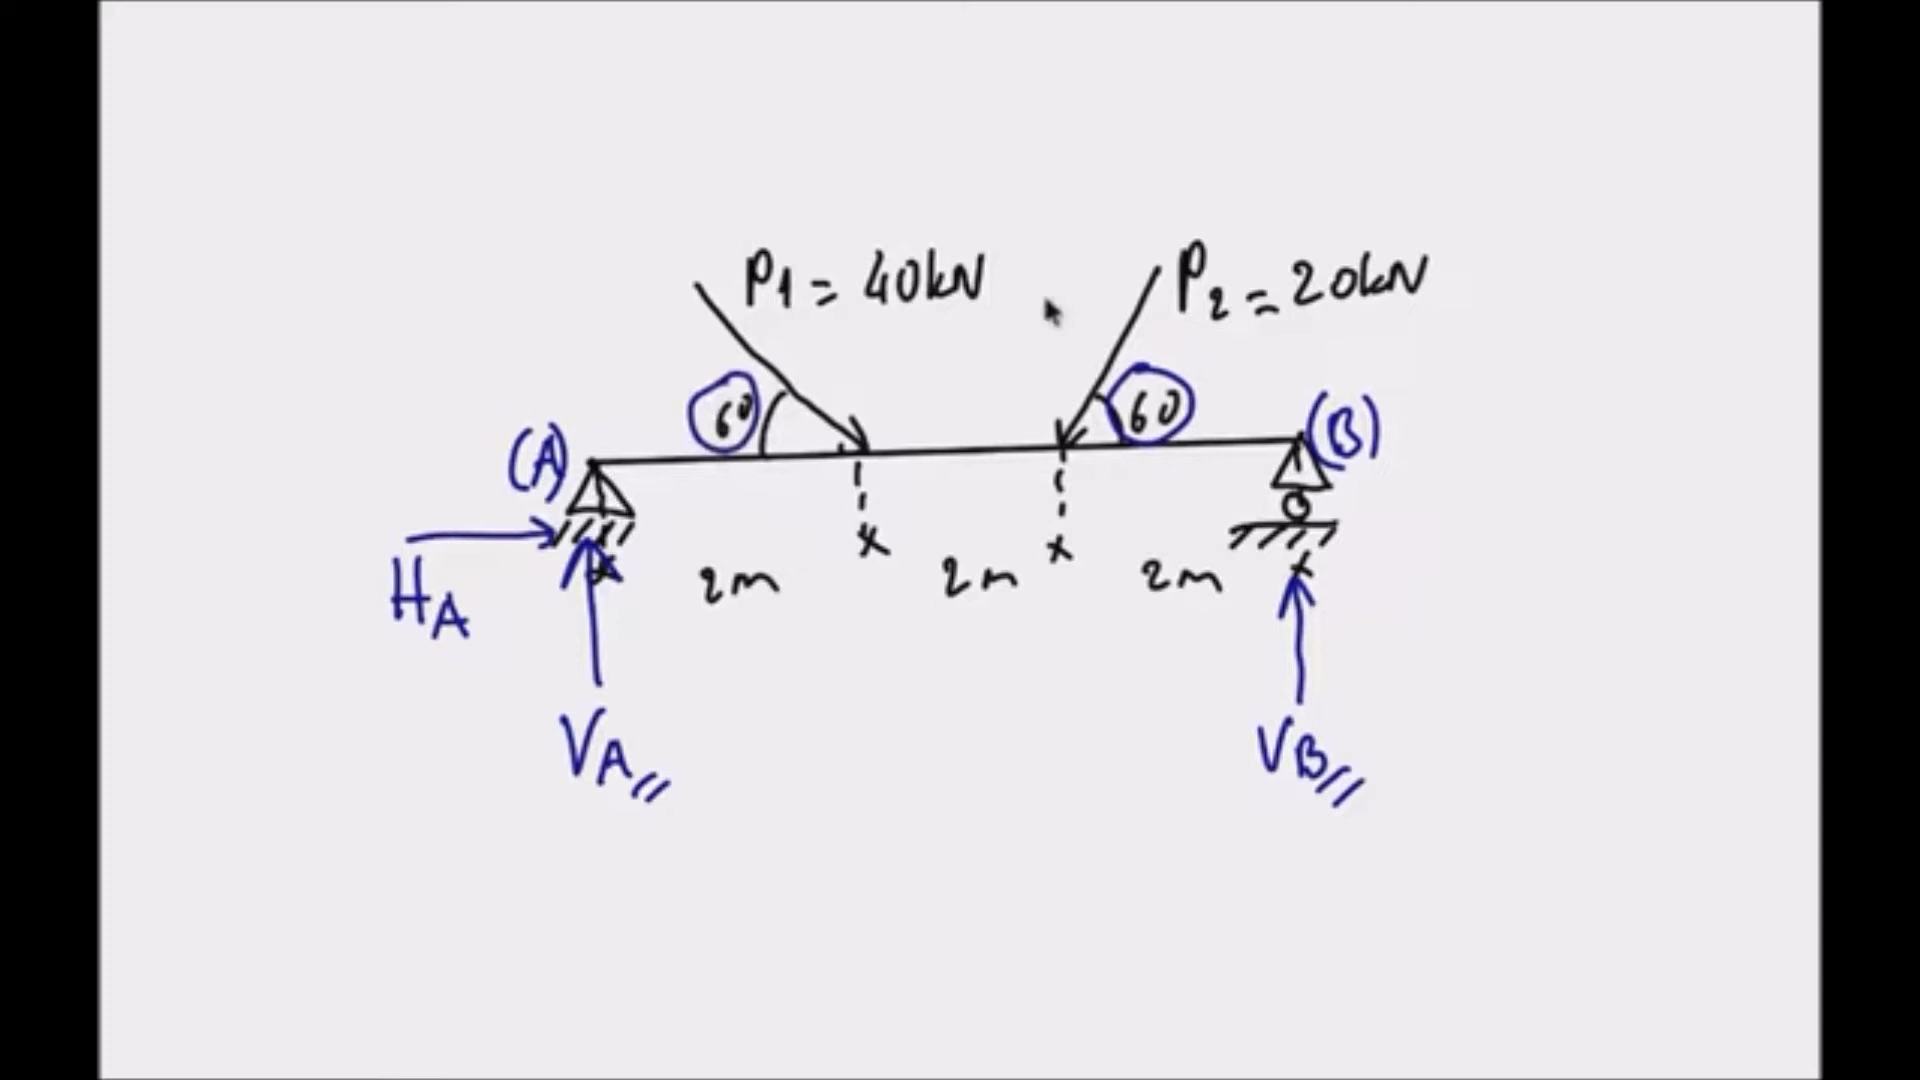 P1 = 40kN
P2 = 20kN
60
60
(A)
(B)
HA
2m
2m
2m
VA
VB